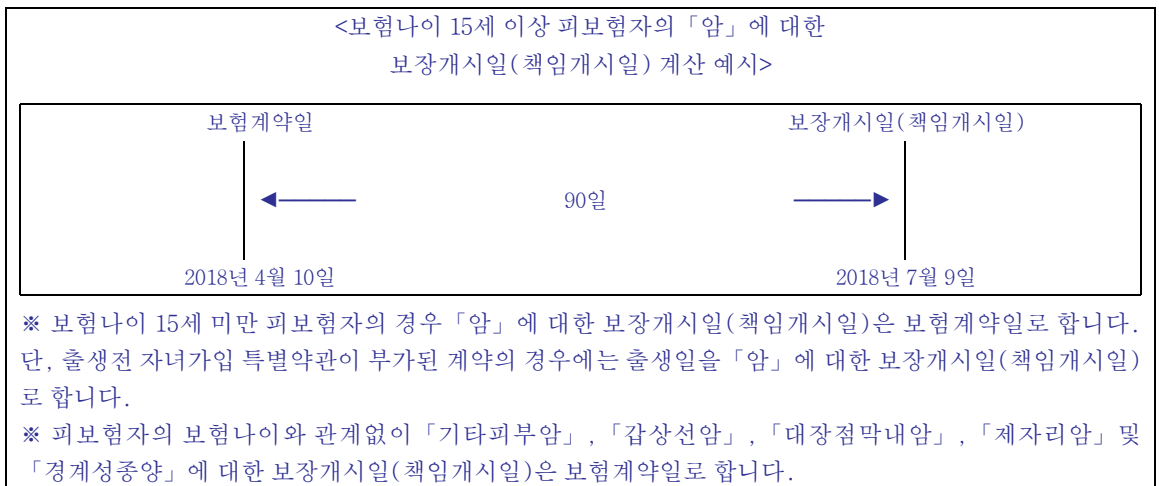 <보험나이 15세 이상 피보험자의「암」에 대한
보장개시일(책임개시일) 계산 예시>
보험계약일 보장개시일(책임개시일)
90일
2018년 4월 10일 2018년 7월 9일
※ 보험나이 15세 미만 피보험자의 경우「암」에 대한 보장개시일(책임개시일)은 보험계약일로 합니다.
단, 출생전 자녀가입 특별약관이 부가된 계약의 경우에는 출생일을「암」에 대한 보장개시일(책임개시일)
로 합니다.
※ 피보험자의 보험나이와 관계없이「기타피부암」,「갑상선암」,「대장점막내암」,「제자리암」및
「경계성종양」에 대한 보장개시일(책임개시일)은 보험계약일로 합니다.